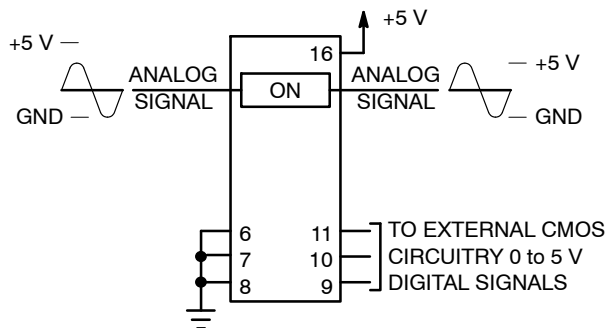 +5 V
16
+5 V
ANALOG
SIGNAL
ON
ANALOG
SIGNAL
+5 V
GND
GND
6
7
8
11
10
9
TO EXTERNAL CMOS
CIRCUITRY 0 to 5 V
DIGITAL SIGNALS